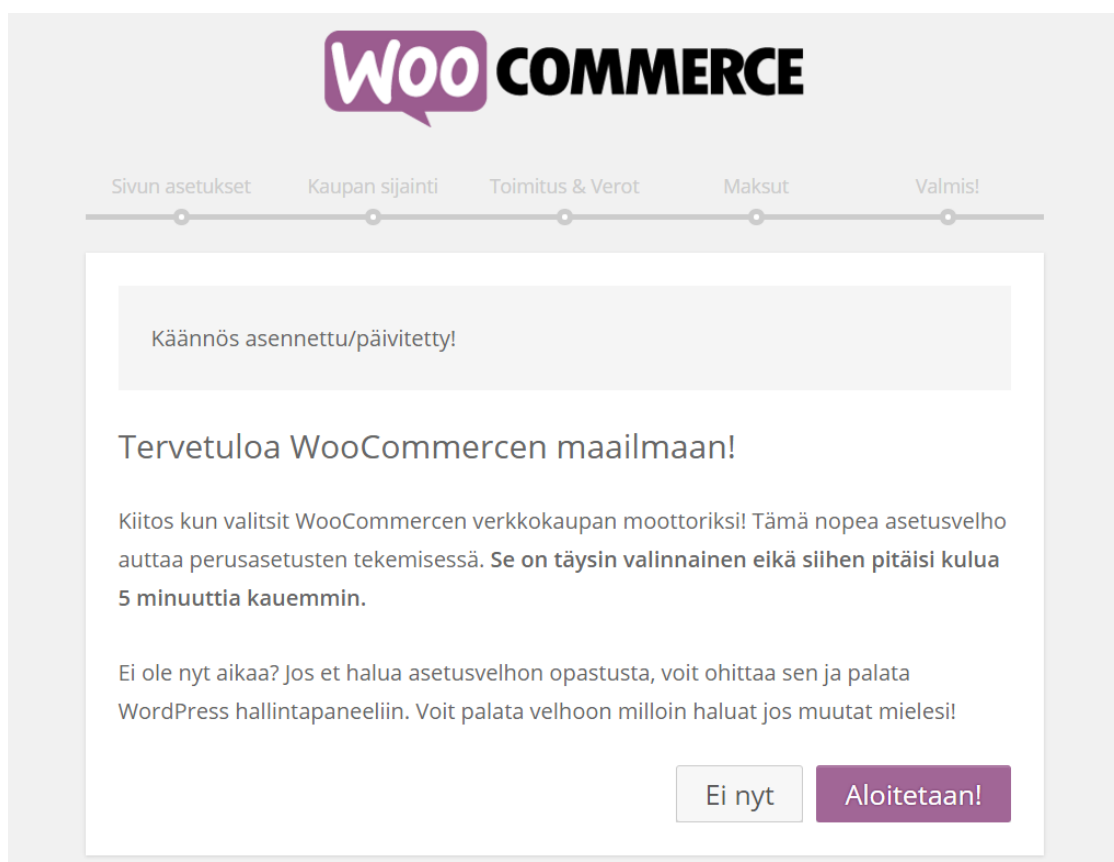 WOO COMMERCE
Sivun asetukset Kaupan sijainti Toimitus & Verot Maksut Valmis!
Käännös asennettu/päivitetty!
Tervetuloa WooCommercen maailmaan!
Kiitos kun valitsit WooCommercen verkkokaupan moottoriksi! Tämä nopea asetusvelho
auttaa perusasetusten tekemisessä. Se on täysin valinnainen eikä siihen pitäisi kulua
5 minuuttia kauemmin.
Ei ole nyt aikaa? Jos et halua asetusvelhon opastusta, voit ohittaa sen ja palata
WordPress hallintapaneeliin. Voit palata velhoon milloin haluat jos muutat mielesi!
Ei nyt Aloitetaan!